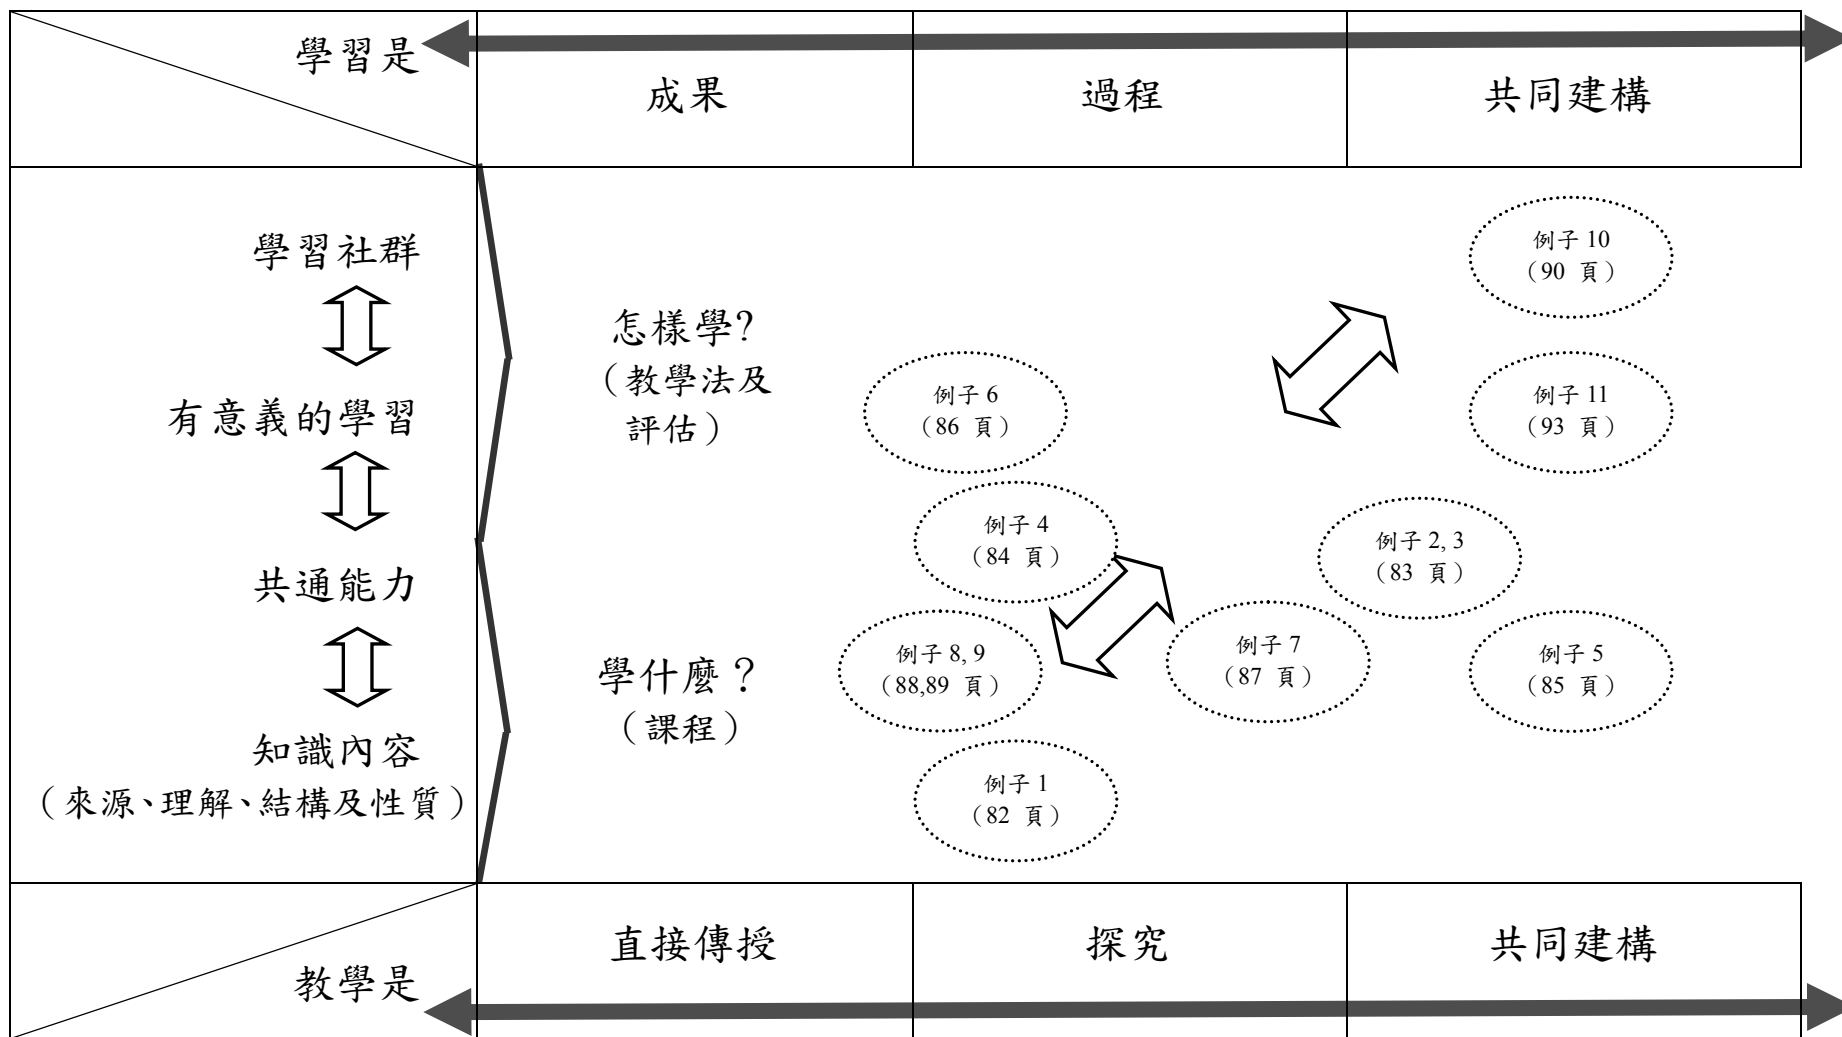 學習是
成果
過程
共同建構
學習社群
有意義的學習
共通能力
知識內容
（來源、理解、結構及性質）
怎樣學?
（教學法及
評估）
學什麼？
（課程）
例子 10
（90 頁）
例子 6
（86 頁）
例子 11
（93 頁）
例子 4
（84 頁）
例子 2, 3
（83 頁）
例子 8, 9
（88,89 頁）
例子 7
（87 頁）
例子 5
（85 頁）
例子 1
（82 頁）
教學是
直接傳授
探究
共同建構